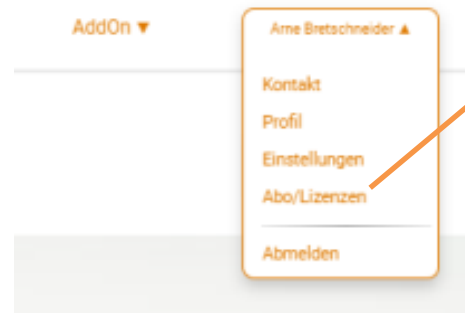 AddOn ▼
Arne Bretschneider ▲
Kontakt
Profil
Einstellungen
Abo/Lizenzen
Abmelden